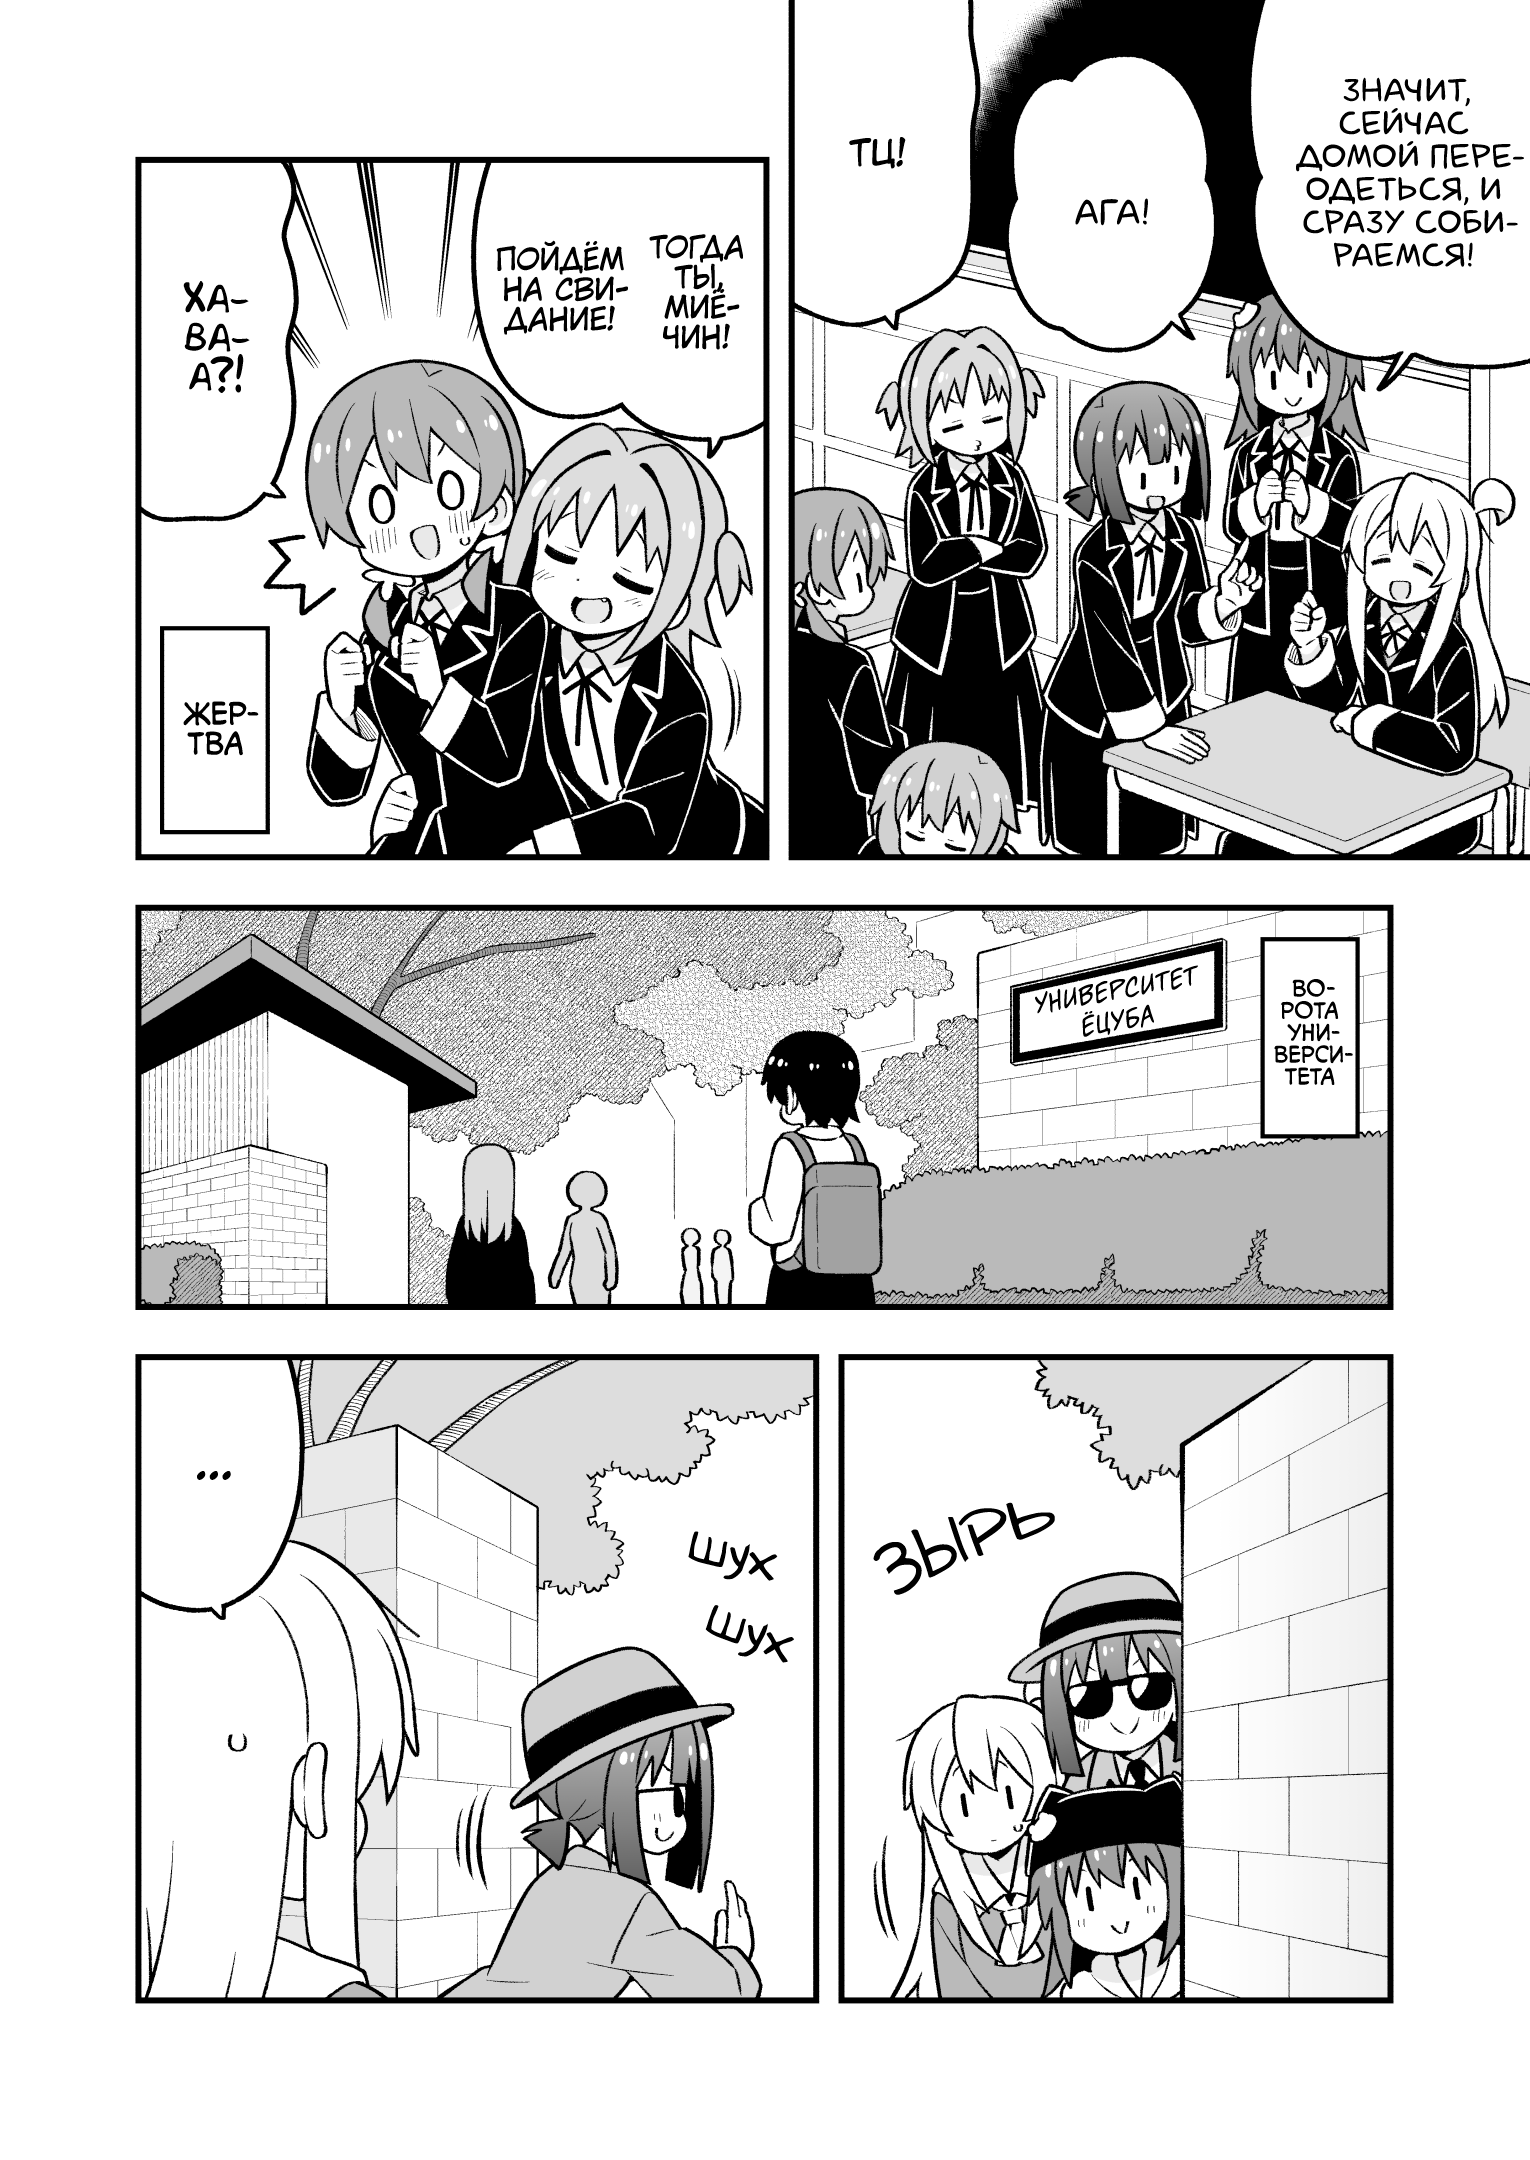 ЗНАЧИТ,
СЕЙЧАС
ДОМОЙ ПЕРЕ-
ОДЕТЬСЯ, И
СРАЗУ СОБИ-
РАЕМСЯ!
АГА!
ТЦ!
ТОГДА
ТЫ,
МИЁ-
ЧИН!
ПОЙДЁМ
НА СВИ-
ДАНИЕ!
ХА-
ВА-
А?!
ЖЕР-
ТВА
ВО-
РОТА
УНИ-
ВЕРСИ-
ТЕТА
УНИВЕРСИТЕТ
ЁЦУБА
ЗЫРЬ
ШУХ
ШУХ
...